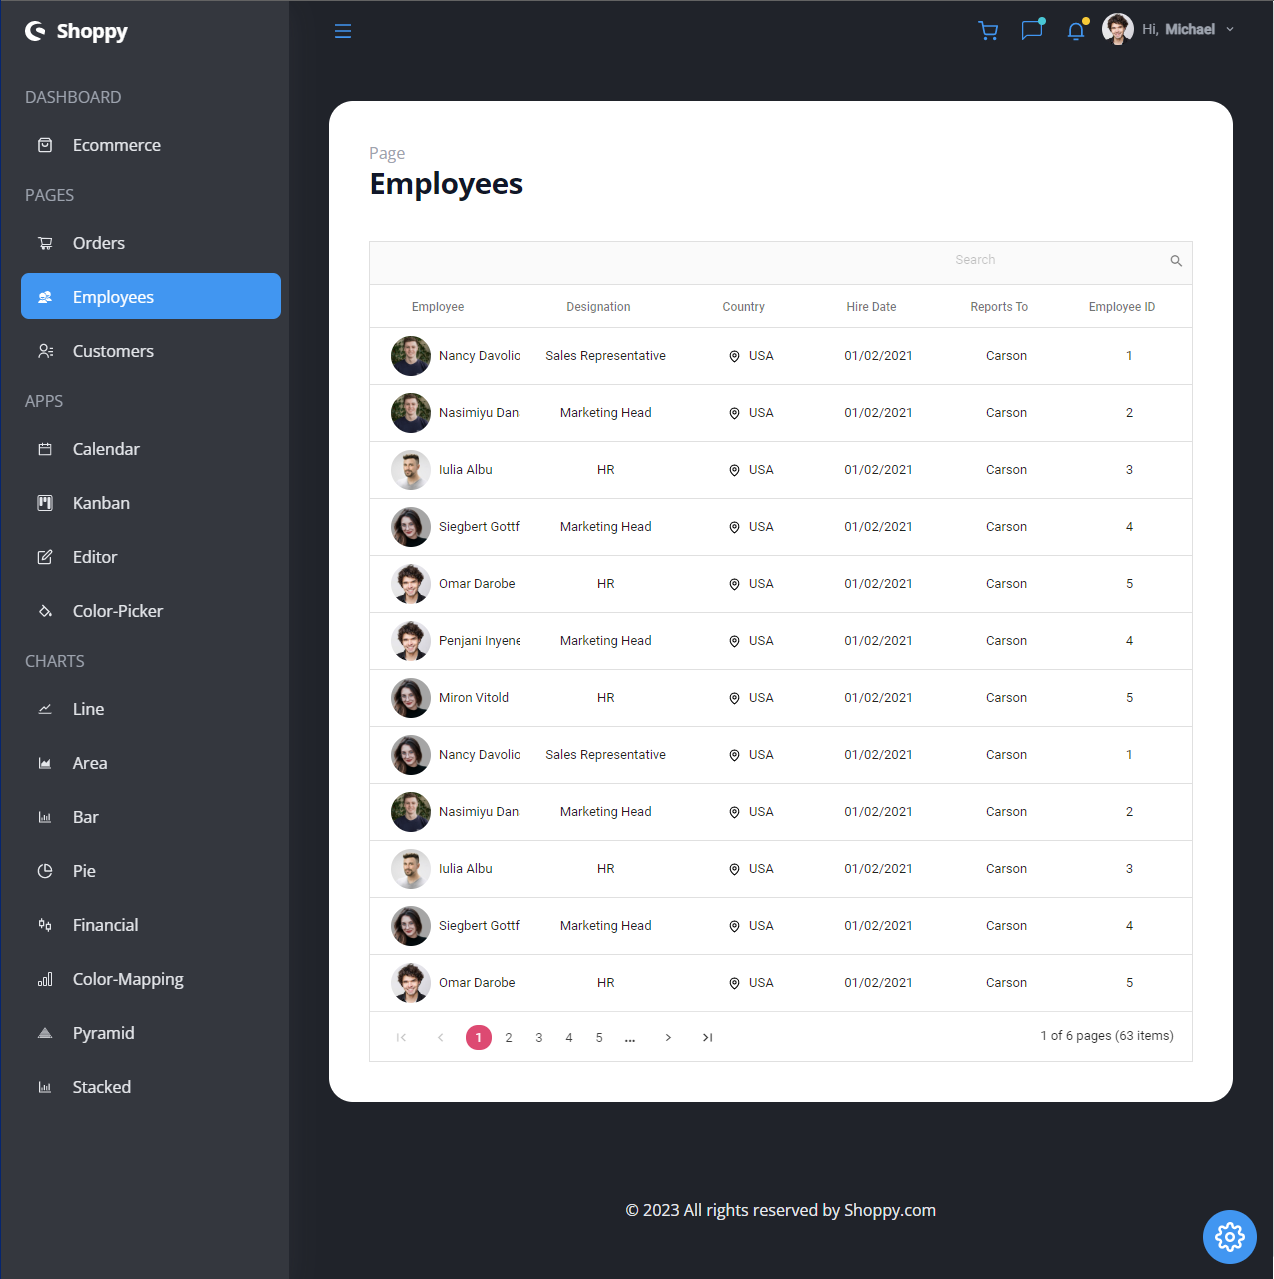 Shoppy
Hi, Michael
DASHBOARD
Ecommerce
PAGES
Orders
Employees
Customers
APPS
Calendar
Kanban
Editor
Color-Picker
CHARTS
Line
Area
Bar
Pie
Financial
Color-Mapping
Pyramid
Stacked
Page
Employees
Search
Employee Designation Country Hire Date Reports To Employee ID
Nancy Davolio Sales Representative USA 01/02/2021 Carson 1
Nasimiyu Dan Marketing Head USA 01/02/2021 Carson 2
Iulia Albu HR USA 01/02/2021 Carson 3
Siegbert Gottf Marketing Head USA 01/02/2021 Carson 4
Omar Darobe HR USA 01/02/2021 Carson 5
Penjani Inyene Marketing Head USA 01/02/2021 Carson 4
Miron Vitold HR USA 01/02/2021 Carson 5
Nancy Davolio Sales Representative USA 01/02/2021 Carson 1
Nasimiyu Dan Marketing Head USA 01/02/2021 Carson 2
Iulia Albu HR USA 01/02/2021 Carson 3
Siegbert Gottf Marketing Head USA 01/02/2021 Carson 4
Omar Darobe HR USA 01/02/2021 Carson 5
1 2 3 4 5 ... 1 of 6 pages (63 items)
© 2023 All rights reserved by Shoppy.com